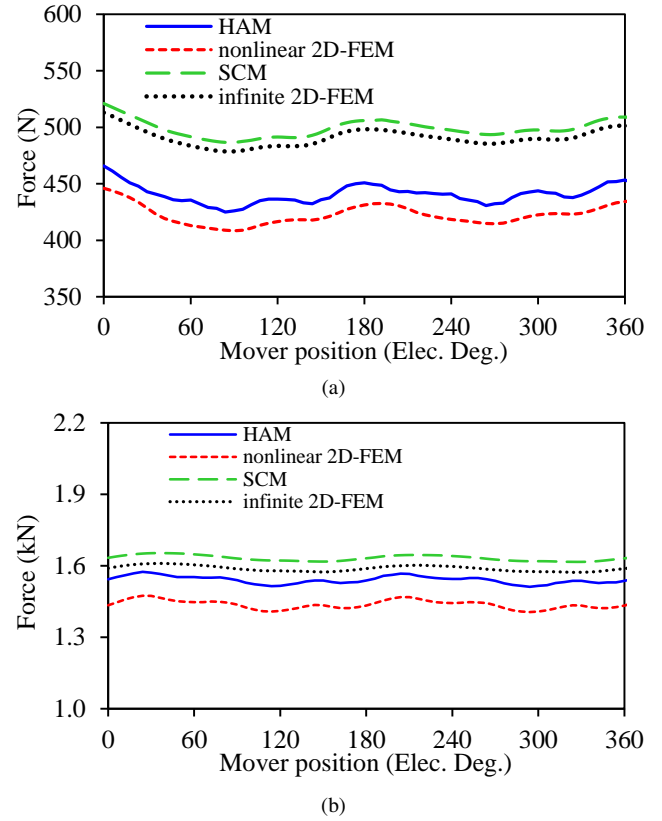 600
550
500
450
400
350
Force (N)
HAM
nonlinear 2D-FEM
SCM
infinite 2D-FEM
0 60 120 180 240 300 360
Mover position (Elec. Deg.)
(a)
2.2
1.9
1.6
1.3
1.0
Force (kN)
HAM
nonlinear 2D-FEM
SCM
infinite 2D-FEM
0 60 120 180 240 300 360
Mover position (Elec. Deg.)
(b)